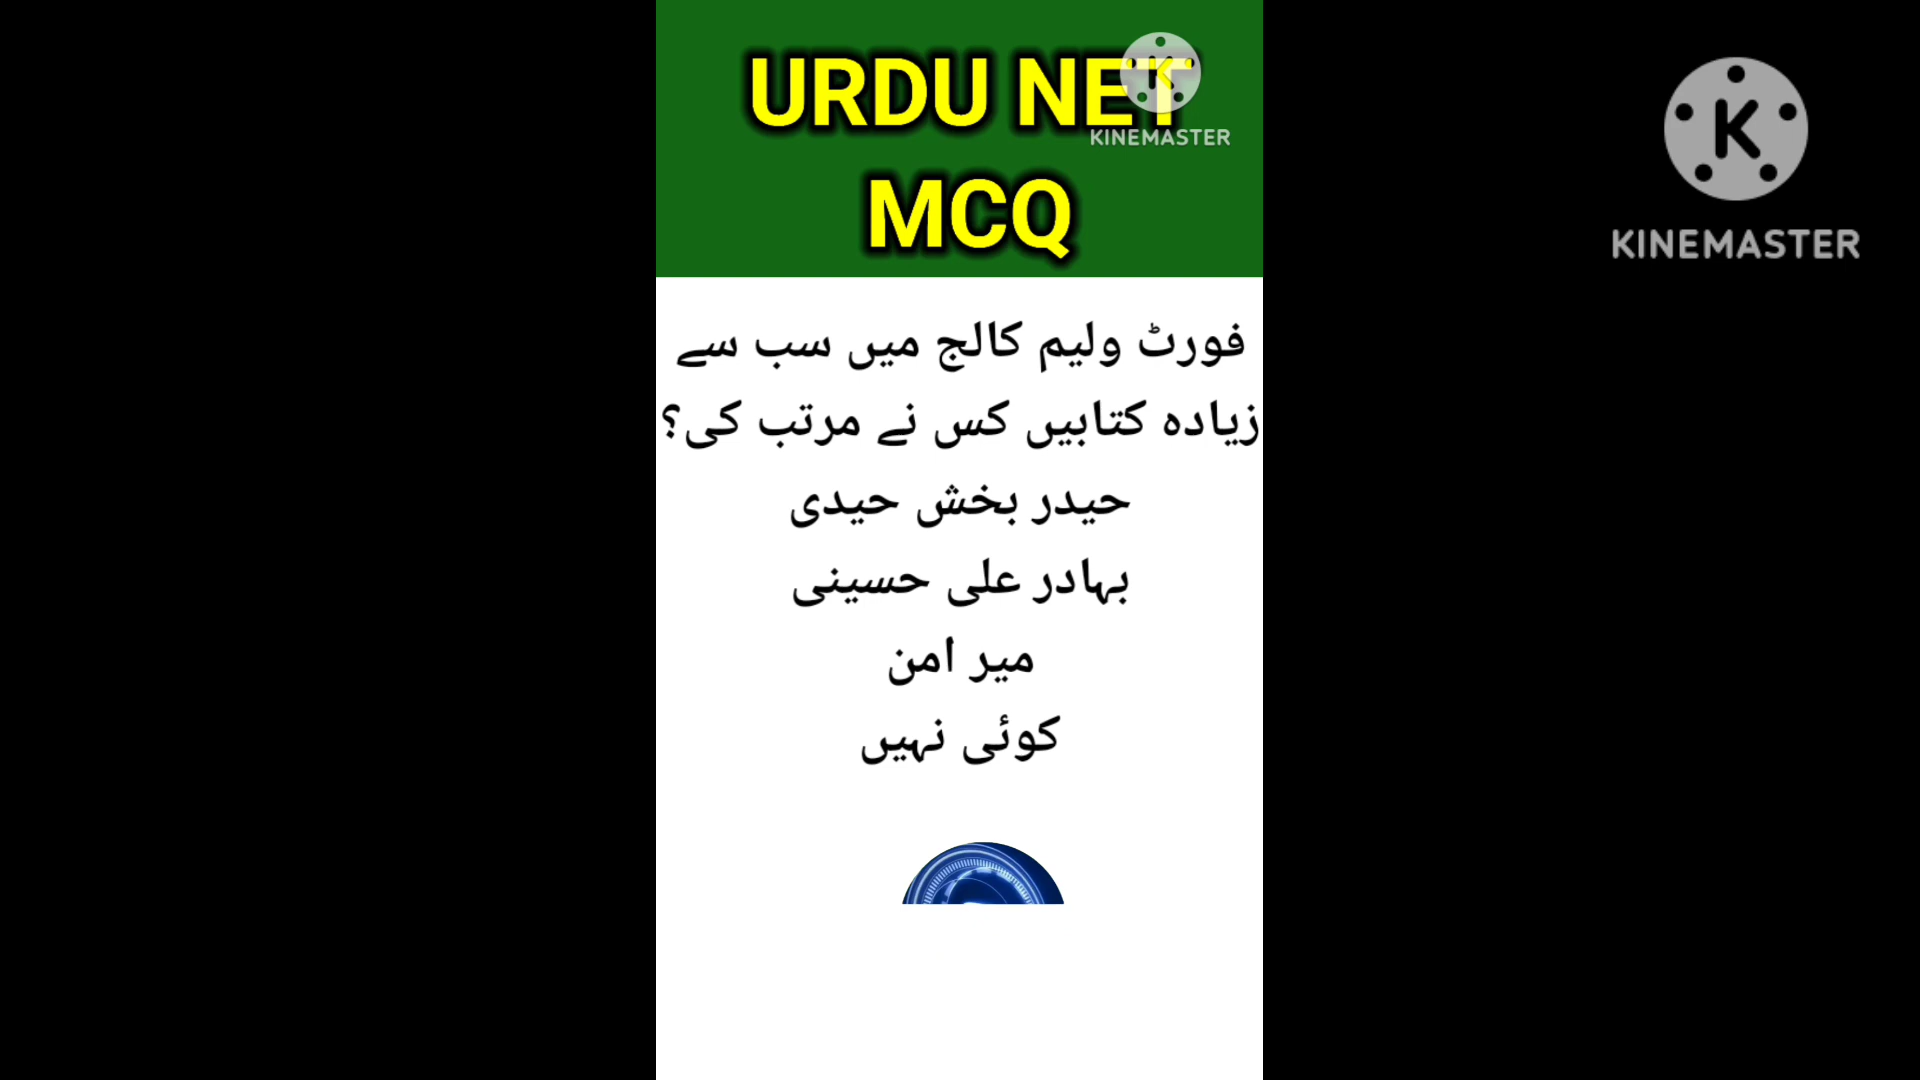 URDU NET
KINEMASTER
MCQ
KINEMASTER
فورٹ ولیم کالج میں سب سے
زیادہ کتابیں کس نے مرتب کی؟
حیدر بخش حیدی
بہادر علی حسینی
میر امن
کوئی نہیں